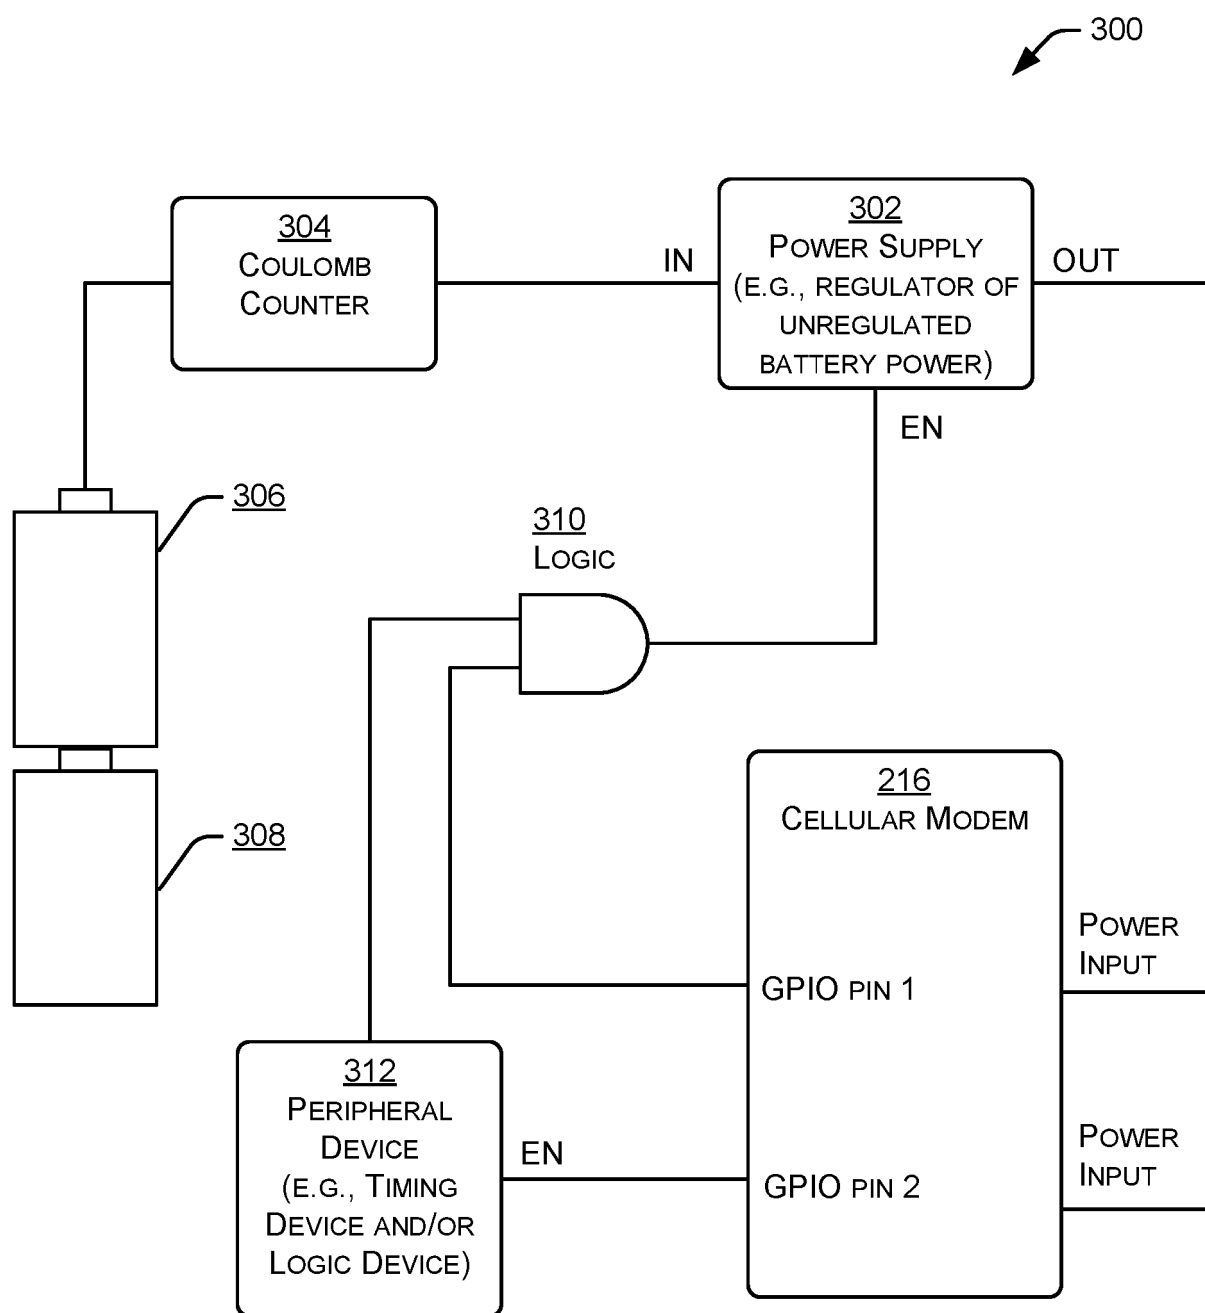 300
304
COULOMB
COUNTER
IN
302
POWER SUPPLY
(E.G., REGULATOR OF
UNREGULATED
BATTERY POWER)
OUT
EN
306
310
LOGIC
308
216
CELLULAR MODEM
GPIO PIN 1
POWER
INPUT
312
PERIPHERAL
DEVICE
(E.G., TIMING
DEVICE AND/OR
LOGIC DEVICE)
EN
GPIO PIN 2
POWER
INPUT